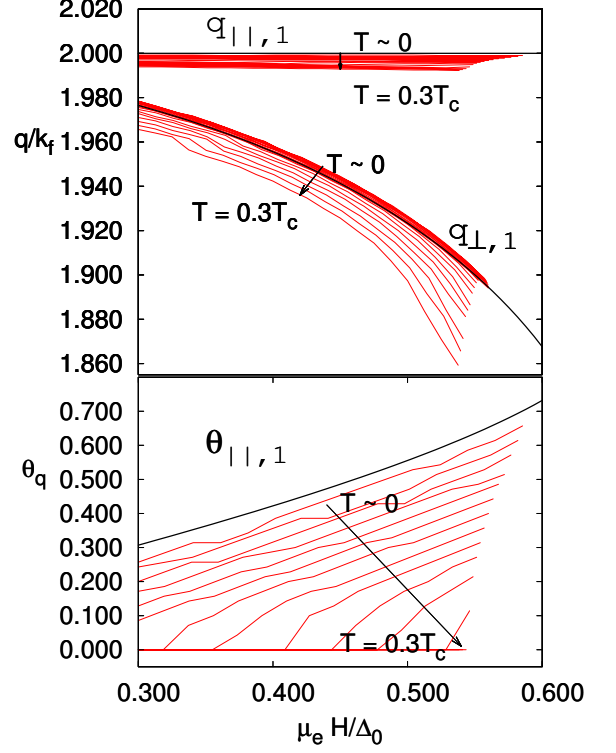 2.020
q||,1
2.000
T ~ 0
1.980
T = 0.3Tc
q/kf
1.960
T ~ 0
1.940
T = 0.3Tc
1.920
q⊥,1
1.900
1.880
1.860
0.700
0.600
θ||,1
θq
0.500
T ~ 0
0.400
0.300
0.200
0.100
T = 0.3Tc
0.000
0.300 0.400 0.500 0.600
μe H/Δ0